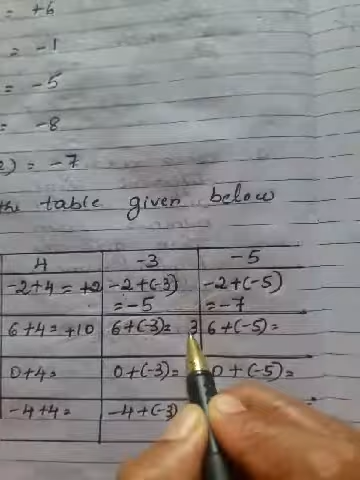 = +6
= -1
= -5
= -8
) = -7
the table given below
4 -3 -5
-2+4 = +2 -2+(-3) -2+(-5)
= -5 = -7
6+4= +10 6+(-3)= 3 6+(-5)=
0+4= 0+(-3)= 0+(-5)=
-4+4= -4+(-3)